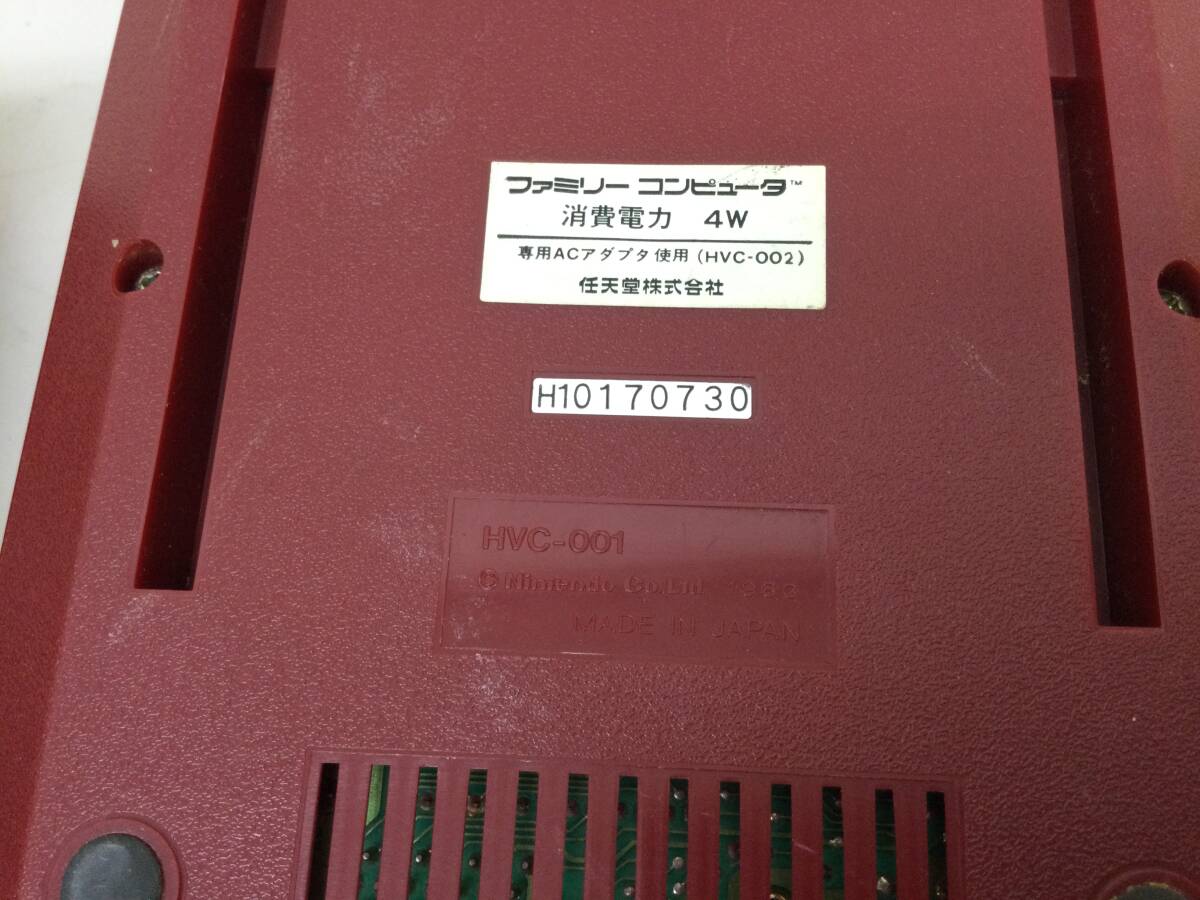 ファミリー コンピュータ™
消費電力 4W
専用ACアダプタ使用(HVC-002)
任天堂株式会社
H10170730
HVC-001
© Nintendo Co,Ltd
MADE IN JAPAN